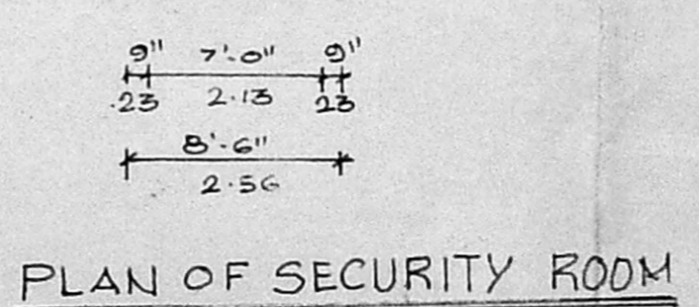 9" 7'-0" 9"
.23 2.13 23
8'-6"
2.56
PLAN OF SECURITY ROOM